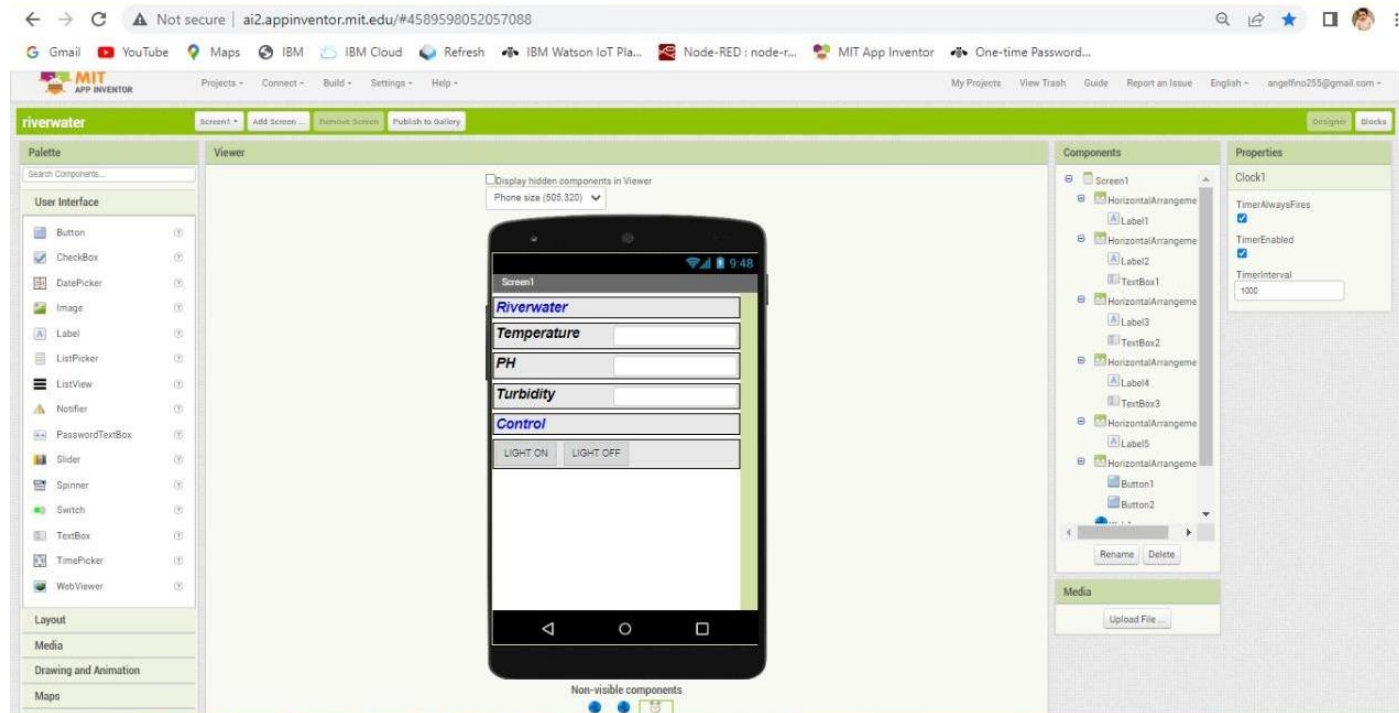 Not secure | ai2.appinventor.mit.edu/#4589598052057088
Gmail YouTube Maps IBM IBM Cloud Refresh IBM Watson IoT Pla... Node-RED : node-r... MIT App Inventor One-time Password...
MIT
APP INVENTOR
Projects Connect Build Settings Help
My Projects View Trash Guide Report an Issue English angelfino255@gmail.com
riverwater
Screen1 Add Screen ... Remove Screen Publish to Gallery
Designer Blocks
Palette
Search Components...
User Interface
Button
CheckBox
DatePicker
Image
Label
ListPicker
ListView
Notifier
PasswordTextBox
Slider
Spinner
Switch
TextBox
TimePicker
WebViewer
Layout
Media
Drawing and Animation
Maps
Viewer
Display hidden components in Viewer
Phone size (505,320)
9:48
Screen1
Riverwater
Temperature
PH
Turbidity
Control
LIGHT ON LIGHT OFF
Non-visible components
Components
Screen1
HorizontalArrangeme
Label1
HorizontalArrangeme
Label2
TextBox1
HorizontalArrangeme
Label3
TextBox2
HorizontalArrangeme
Label4
TextBox3
HorizontalArrangeme
Label5
HorizontalArrangeme
Button1
Button2
Rename Delete
Media
Upload File ...
Properties
Clock1
TimerAlwaysFires
TimerEnabled
TimerInterval
1000